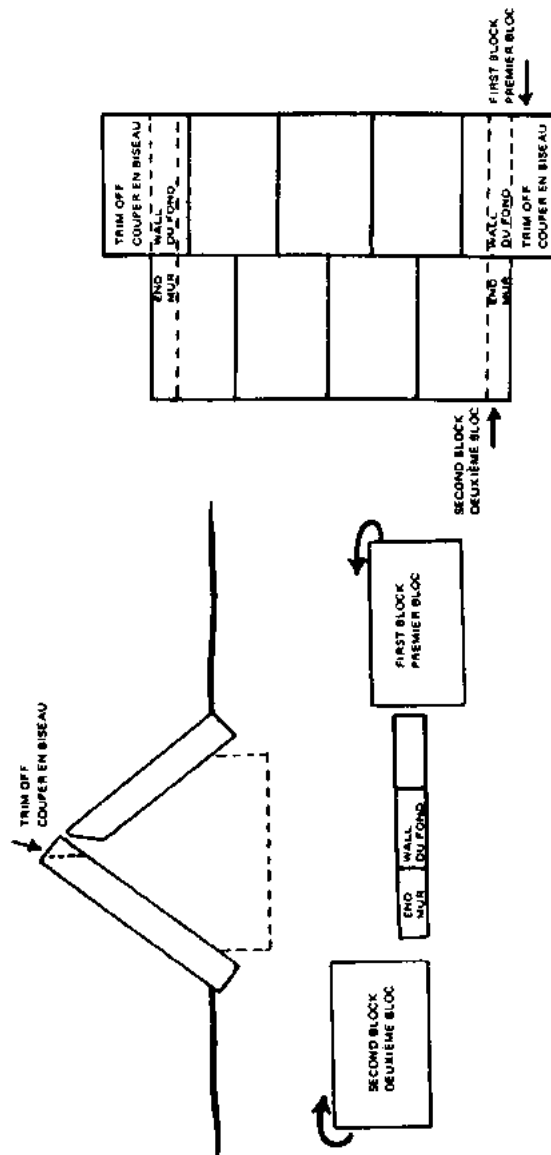 TRIM OFF
COUPER EN BISEAU
SECOND BLOCK
DEUXIÈME BLOC
END WALL
MUR DU FOND
FIRST BLOCK
PREMIER BLOC
SECOND BLOCK
DEUXIÈME BLOC
END WALL
MUR DU FOND
END WALL
MUR DU FOND
TRIM OFF
COUPER EN BISEAU
TRIM OFF
COUPER EN BISEAU
FIRST BLOCK
PREMIER BLOC